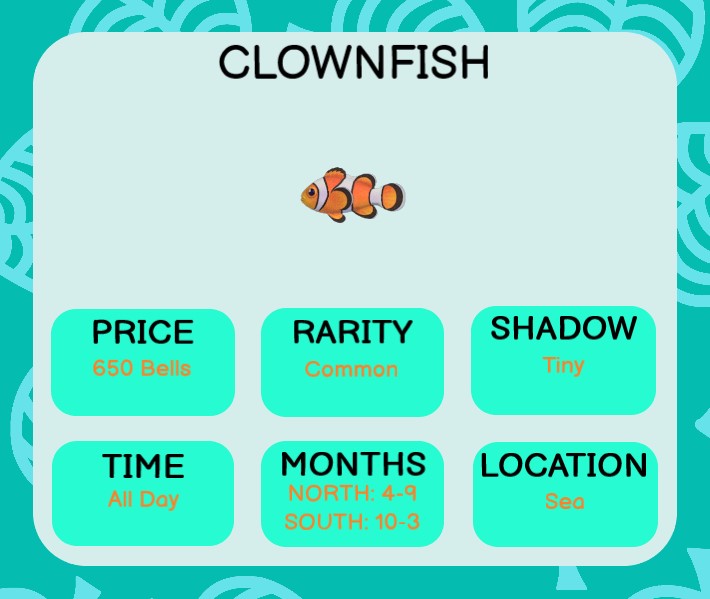 CLOWNFISH
PRICE
650 Bells
RARITY
Common
SHADOW
Tiny
TIME
All Day
MONTHS
NORTH: 4-9
SOUTH: 10-3
LOCATION
Sea